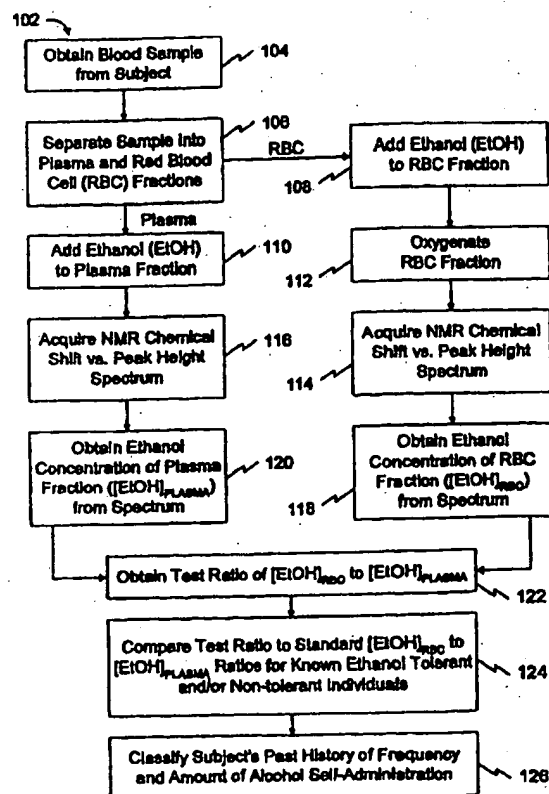 102
Obtain Blood Sample
from Subject
104
Separate Sample into
Plasma and Red Blood
Cell (RBC) Fractions
106
RBC
Plasma
Add Ethanol (EtOH)
to RBC Fraction
108
Add Ethanol (EtOH)
to Plasma Fraction
110
Oxygenate
RBC Fraction
112
Acquire NMR Chemical
Shift vs. Peak Height
Spectrum
116
Acquire NMR Chemical
Shift vs. Peak Height
Spectrum
114
Obtain Ethanol
Concentration of Plasma
Fraction ([EtOH]PLASMA)
from Spectrum
120
Obtain Ethanol
Concentration of RBC
Fraction ([EtOH]RBC)
from Spectrum
118
Obtain Test Ratio of [EtOH]RBC to [EtOH]PLASMA
122
Compare Test Ratio to Standard [EtOH]RBC to
[EtOH]PLASMA Ratios for Known Ethanol Tolerant
and/or Non-tolerant Individuals
124
Classify Subject's Past History of Frequency
and Amount of Alcohol Self-Administration
126